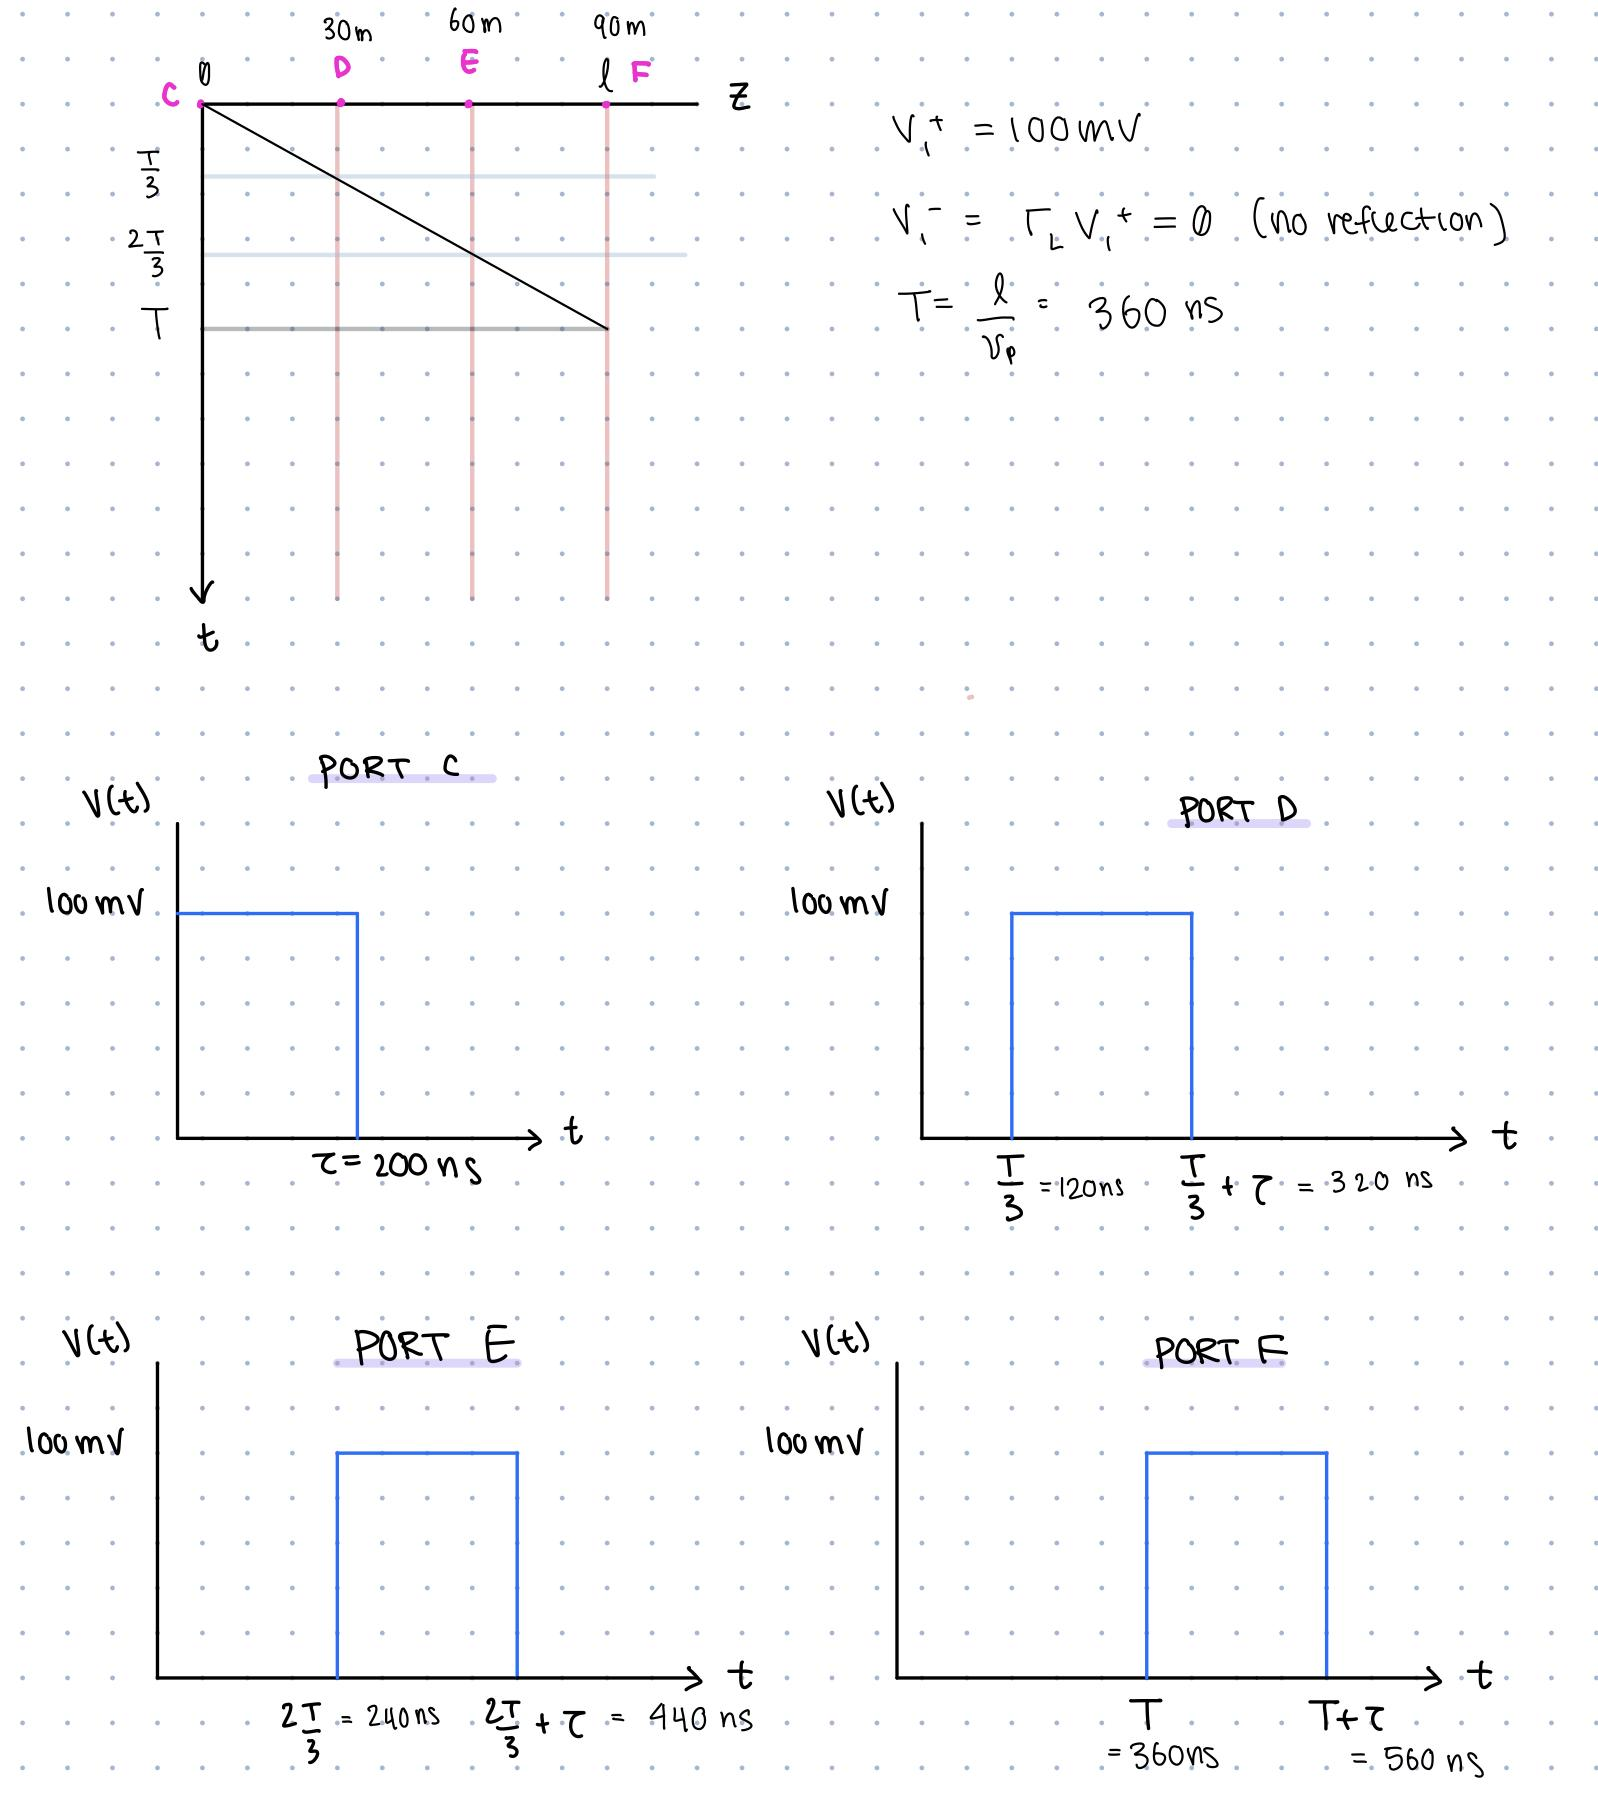 30m 60m 90m
C 0 D E l F z
T/3
2T/3
T
t
V₁⁺ = 100mV
V₁⁻ = Γ_L V₁⁺ = 0 (no reflection)
T = l/v_p = 360 ns
PORT C
V(t)
100mV
t
τ = 200 ns
PORT D
V(t)
100mV
t
T/3 = 120ns T/3 + τ = 320 ns
PORT E
V(t)
100mV
t
2T/3 = 240ns 2T/3 + τ = 440 ns
PORT F
V(t)
100mV
t
T T+τ
= 360ns = 560 ns